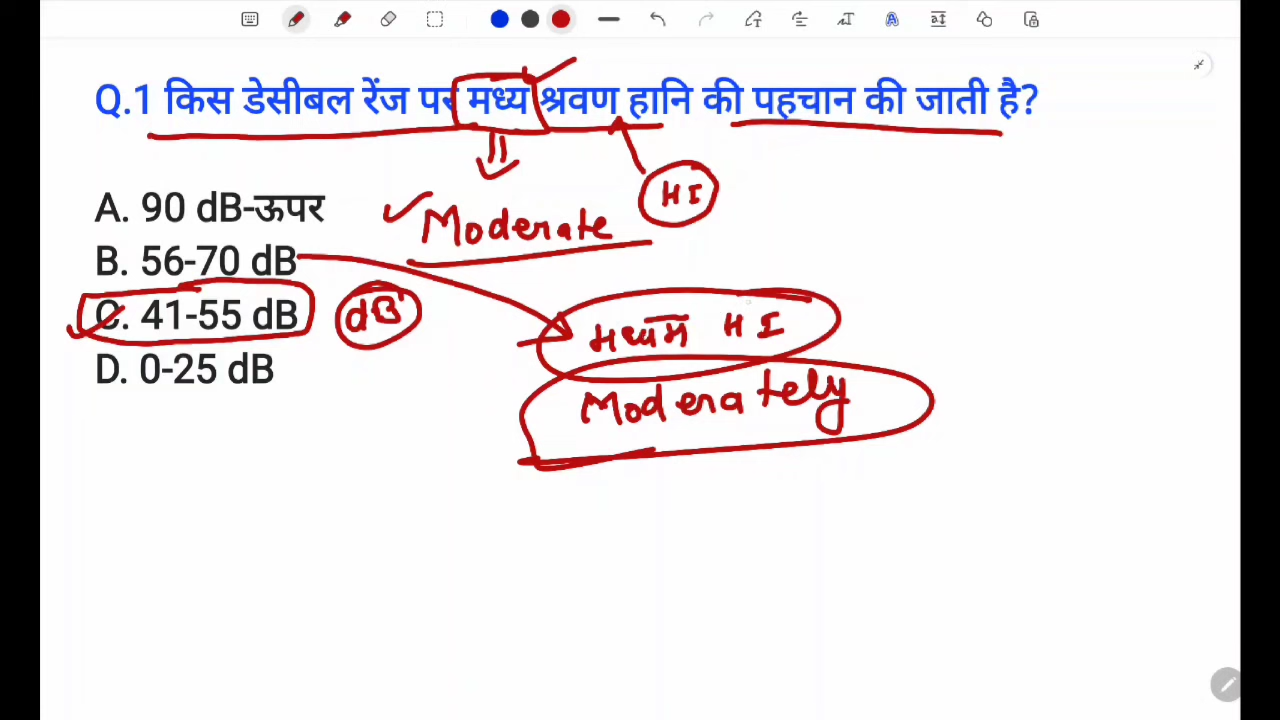 Q.1 किस डेसीबल रेंज पर मध्य श्रवण हानि की पहचान की जाती है?
HI
A. 90 dB-ऊपर
Moderate
B. 56-70 dB
C. 41-55 dB
dB
मध्यम HI
D. 0-25 dB
Moderately